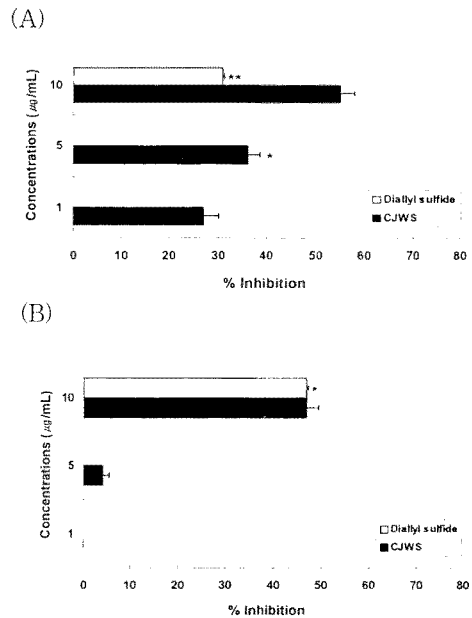 (A)
Concentrations (㎍/mL)
10
5
1
**
*
Diallyl sulfide
CJWS
0 10 20 30 40 50 60 70 80
% Inhibition
(B)
Concentrations (㎍/mL)
10
5
1
*
Diallyl sulfide
CJWS
0 10 20 30 40 50 60 70 80
% Inhibition